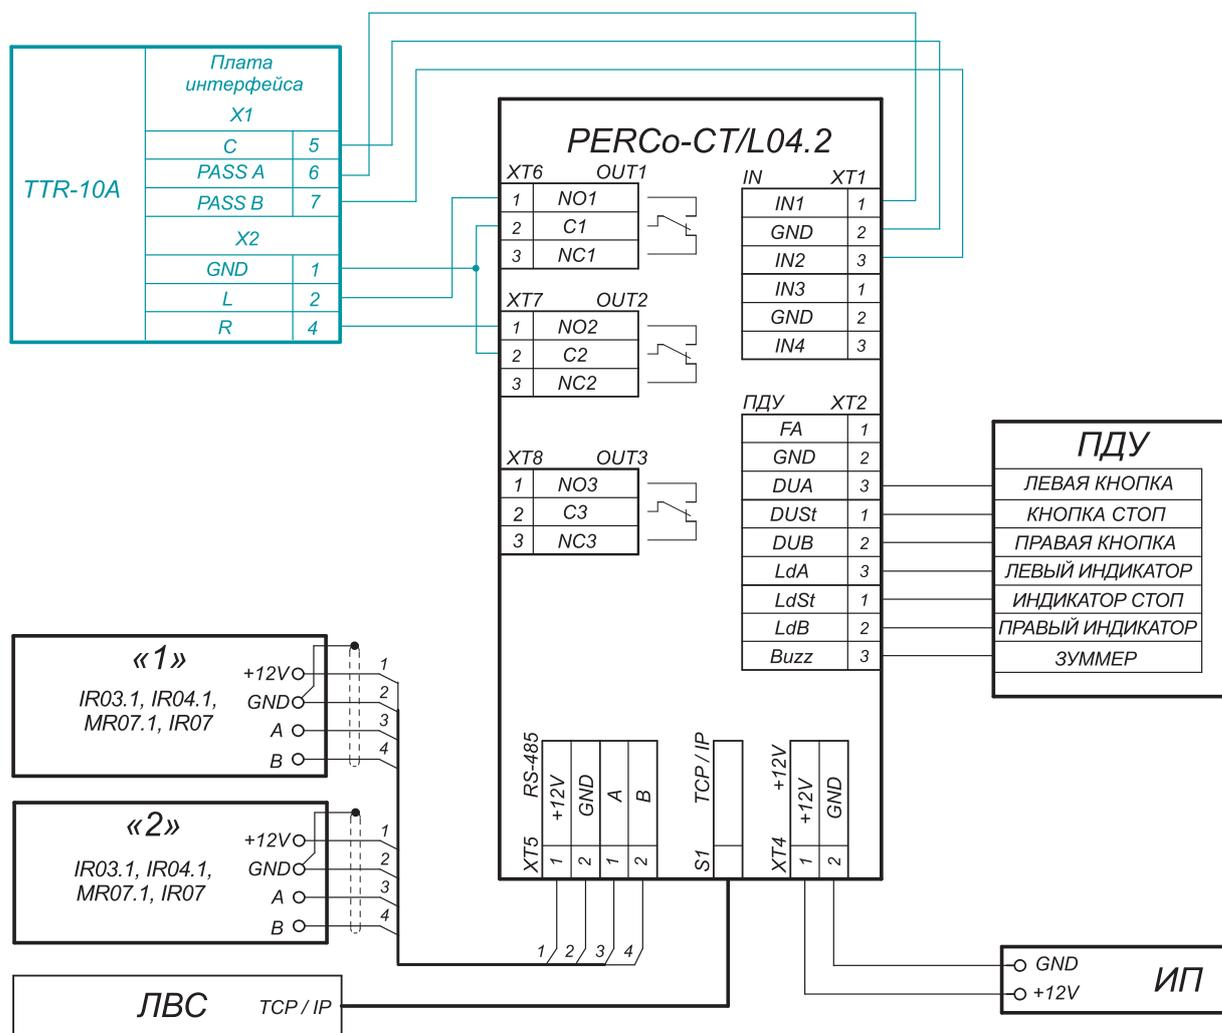 TTR-10A
Плата
интерфейса
X1
C 5
PASS A 6
PASS B 7
X2
GND 1
L 2
R 4
PERCo-CT/L04.2
XT6 OUT1
1 NO1
2 C1
3 NC1
XT7 OUT2
1 NO2
2 C2
3 NC2
XT8 OUT3
1 NO3
2 C3
3 NC3
IN XT1
IN1 1
GND 2
IN2 3
IN3 1
GND 2
IN4 3
ПДУ XT2
FA 1
GND 2
DUA 3
DUSt 1
DUB 2
LdA 3
LdSt 1
LdB 2
Buzz 3
ПДУ
ЛЕВАЯ КНОПКА
КНОПКА СТОП
ПРАВАЯ КНОПКА
ЛЕВЫЙ ИНДИКАТОР
ИНДИКАТОР СТОП
ПРАВЫЙ ИНДИКАТОР
ЗУММЕР
«1»
IR03.1, IR04.1,
MR07.1, IR07
+12V 1
GND 2
A 3
B 4
«2»
IR03.1, IR04.1,
MR07.1, IR07
+12V 1
GND 2
A 3
B 4
XT5 RS-485
1 +12V
2 GND
1 A
2 B
S1 TCP / IP
XT4 +12V
1 +12V
2 GND
1 2 3 4
ЛВС TCP / IP
ИП
GND
+12V